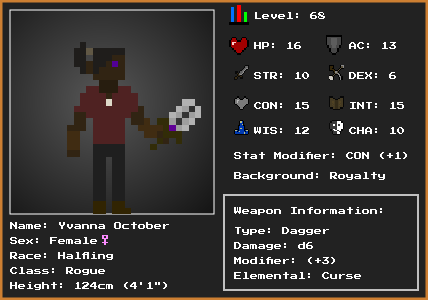 Level: 68
HP: 16 AC: 13
STR: 10 DEX: 6
CON: 15 INT: 15
WIS: 12 CHA: 10
Stat Modifier: CON (+1)
Background: Royalty
Weapon Information:
Type: Dagger
Damage: d6
Modifier: (+3)
Elemental: Curse
Name: Yvanna October
Sex: Female♀
Race: Halfling
Class: Rogue
Height: 124cm (4'1")